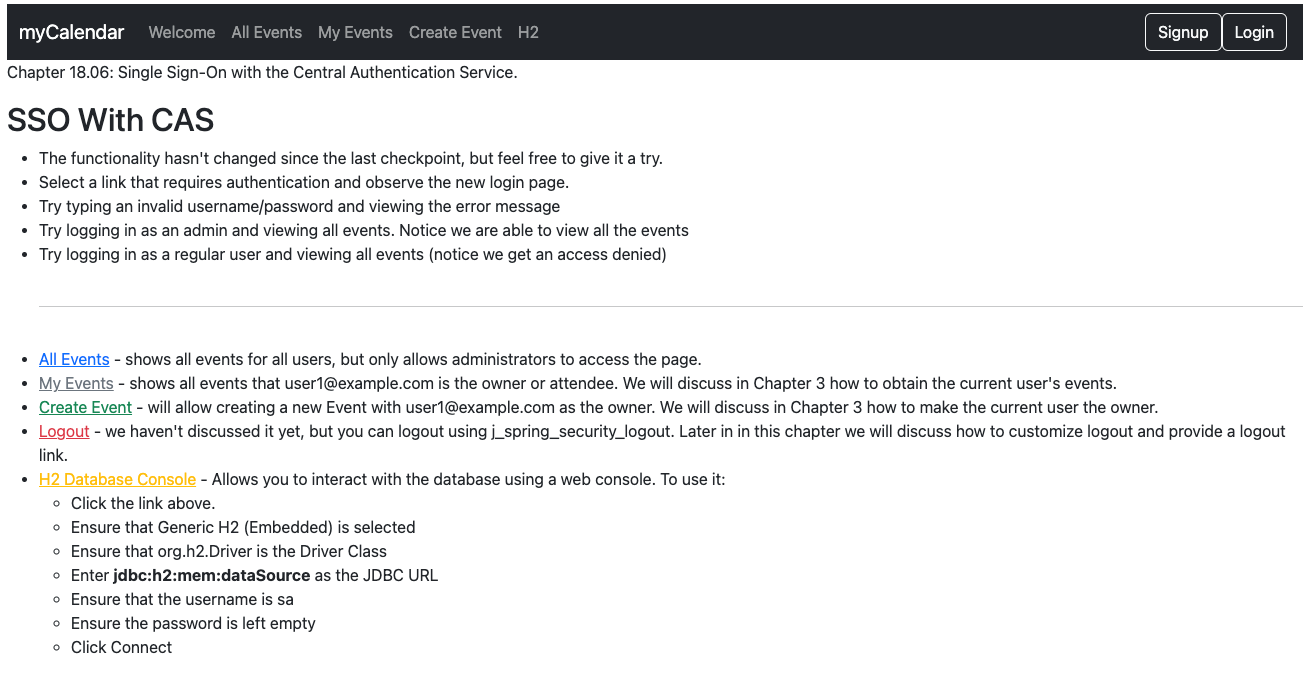 myCalendar Welcome All Events My Events Create Event H2 Signup Login
Chapter 18.06: Single Sign-On with the Central Authentication Service.
SSO With CAS
The functionality hasn't changed since the last checkpoint, but feel free to give it a try.
Select a link that requires authentication and observe the new login page.
Try typing an invalid username/password and viewing the error message
Try logging in as an admin and viewing all events. Notice we are able to view all the events
Try logging in as a regular user and viewing all events (notice we get an access denied)
All Events - shows all events for all users, but only allows administrators to access the page.
My Events - shows all events that user1@example.com is the owner or attendee. We will discuss in Chapter 3 how to obtain the current user's events.
Create Event - will allow creating a new Event with user1@example.com as the owner. We will discuss in Chapter 3 how to make the current user the owner.
Logout - we haven't discussed it yet, but you can logout using j_spring_security_logout. Later in in this chapter we will discuss how to customize logout and provide a logout
link.
H2 Database Console - Allows you to interact with the database using a web console. To use it:
Click the link above.
Ensure that Generic H2 (Embedded) is selected
Ensure that org.h2.Driver is the Driver Class
Enter jdbc:h2:mem:dataSource as the JDBC URL
Ensure that the username is sa
Ensure the password is left empty
Click Connect